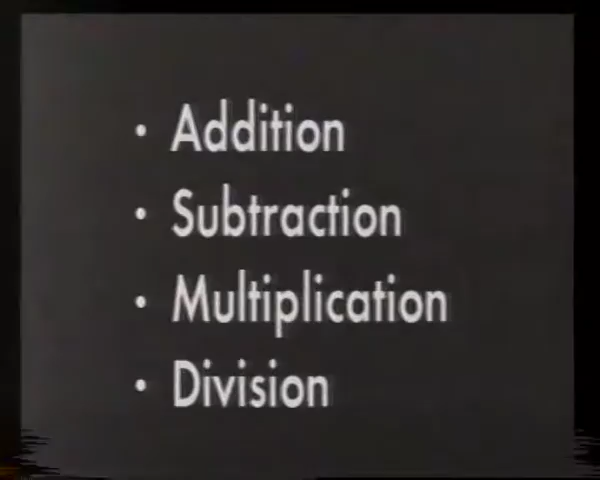 • Addition
• Subtraction
• Multiplication
• Division